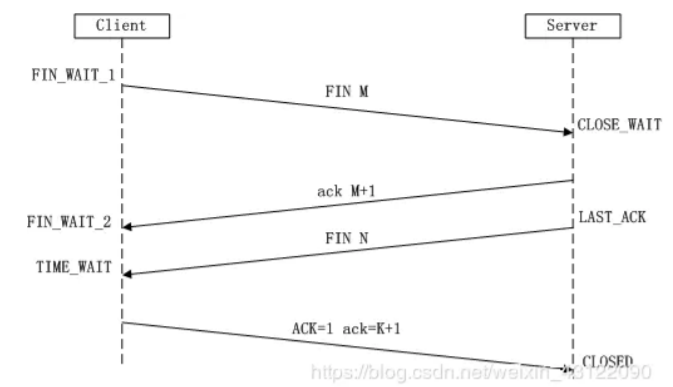 Client
Server
FIN_WAIT_1
FIN M
CLOSE_WAIT
ack M+1
FIN_WAIT_2
LAST_ACK
FIN N
TIME_WAIT
ACK=1 ack=K+1
CLOSED
https://blog.csdn.net/weixin_43122090